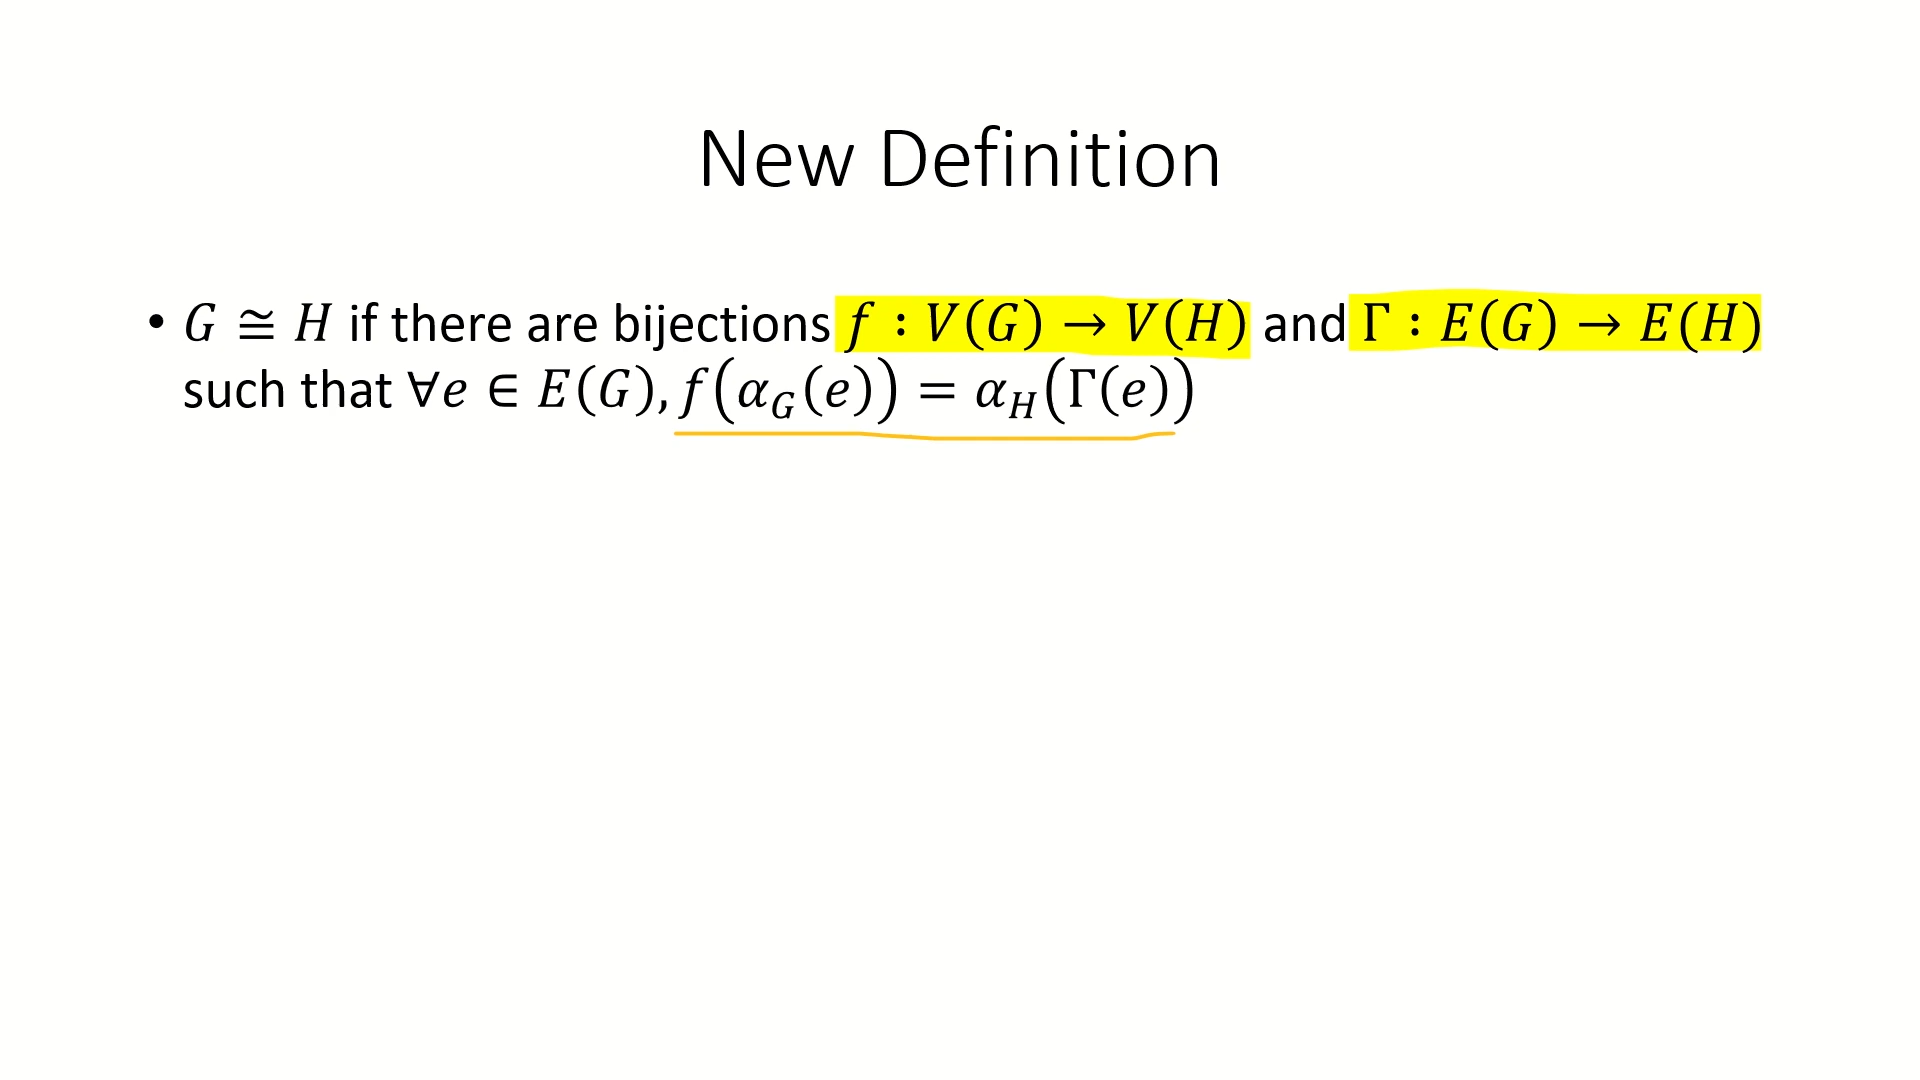 New Definition
• 𝐺 ≅ 𝐻 if there are bijections 𝑓 : 𝑉(𝐺) → 𝑉(𝐻) and Γ : 𝐸(𝐺) → 𝐸(𝐻)
such that ∀𝑒 ∈ 𝐸(𝐺), 𝑓(𝛼_𝐺(𝑒)) = 𝛼_𝐻(Γ(𝑒))